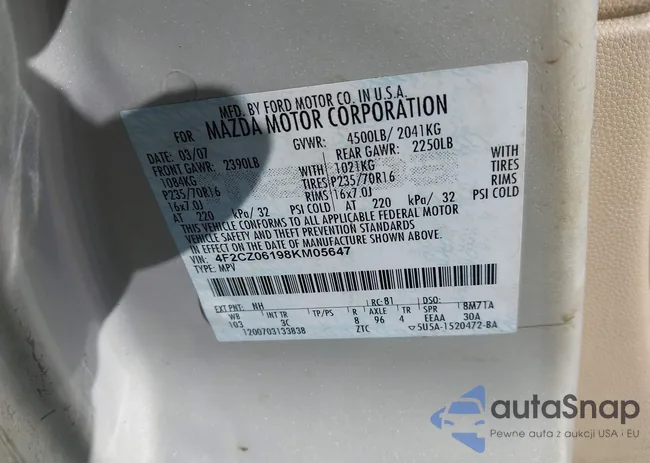 MFD. BY FORD MOTOR CO. IN U.S.A.
FOR MAZDA MOTOR CORPORATION
DATE: 03/07 GVWR: 4500LB/ 2041KG
FRONT GAWR: 2390LB REAR GAWR: 2250LB
1084KG WITH 1021KG WITH
P235/70R16 TIRES P235/70R16 TIRES
16x7.0J RIMS 16x7.0J RIMS
AT 220 kPa/ 32 PSI COLD AT 220 kPa/ 32 PSI COLD
THIS VEHICLE CONFORMS TO ALL APPLICABLE FEDERAL MOTOR
VEHICLE SAFETY AND THEFT PREVENTION STANDARDS
IN EFFECT ON THE DATE OF MANUFACTURE SHOWN ABOVE.
VIN: 4F2CZ06198KM05647
TYPE: MPV
EXT PNT: NH RC: 81 DSO:
WB INT TR TP/PS R AXLE TR SPR 8M71A
103 3C B 96 4 EEAA 30A
1200703133838 ZTC 5U5A-1520472-BA
autaSnap
Pewne auta z aukcji USA i EU